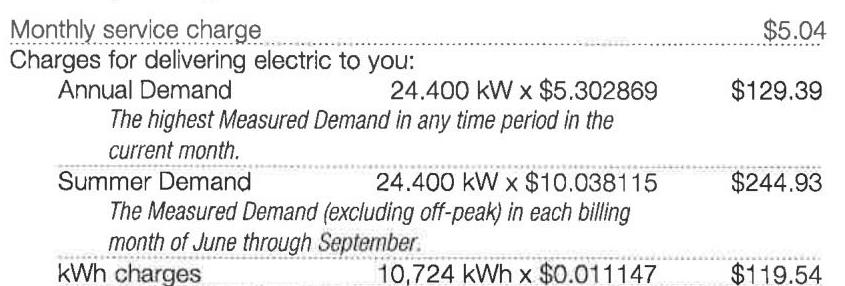 Monthly service charge $5.04
Charges for delivering electric to you:
Annual Demand 24.400 kW x $5.302869 $129.39
The highest Measured Demand in any time period in the
current month.
Summer Demand 24.400 kW x $10.038115 $244.93
The Measured Demand (excluding off-peak) in each billing
month of June through September.
kWh charges 10,724 kWh x $0.011147 $119.54